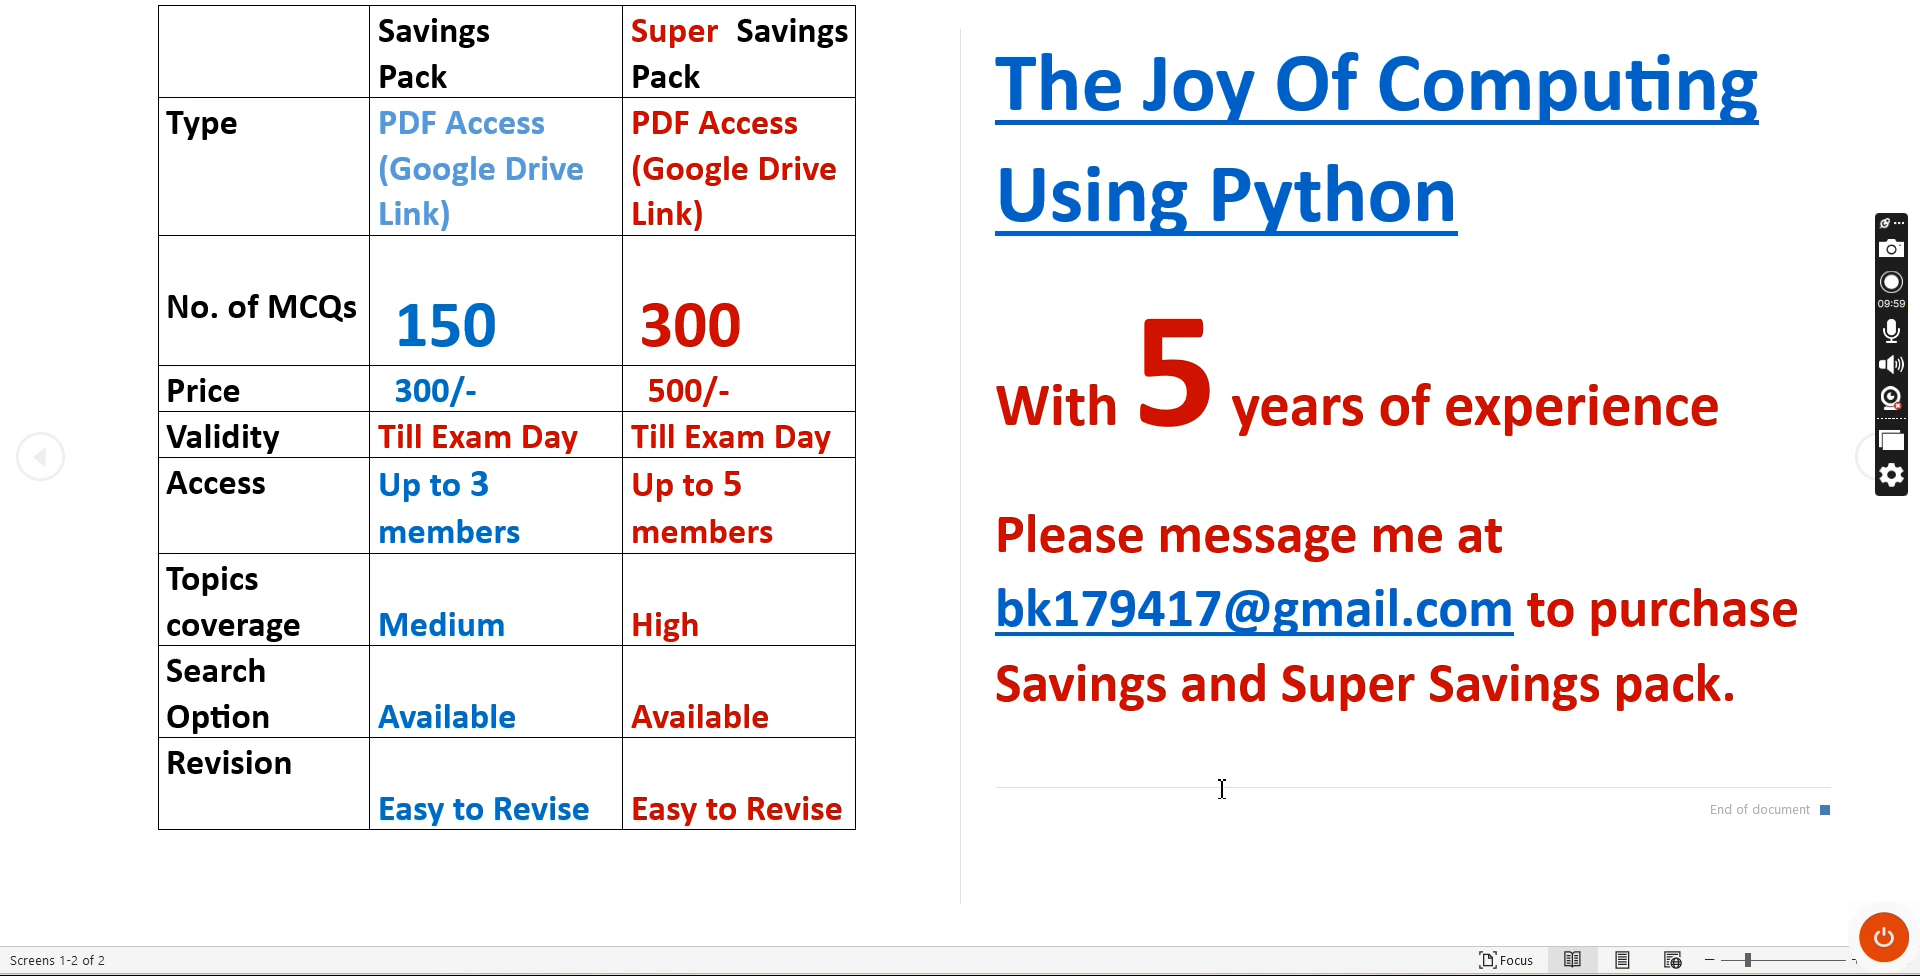 Savings Pack
Super Savings Pack
Type
PDF Access (Google Drive Link)
PDF Access (Google Drive Link)
No. of MCQs
150
300
Price
300/-
500/-
Validity
Till Exam Day
Till Exam Day
Access
Up to 3 members
Up to 5 members
Topics coverage
Medium
High
Search Option
Available
Available
Revision
Easy to Revise
Easy to Revise
The Joy Of Computing
Using Python
With 5 years of experience
Please message me at
bk179417@gmail.com to purchase
Savings and Super Savings pack.
End of document
09:59
Screens 1-2 of 2
Focus